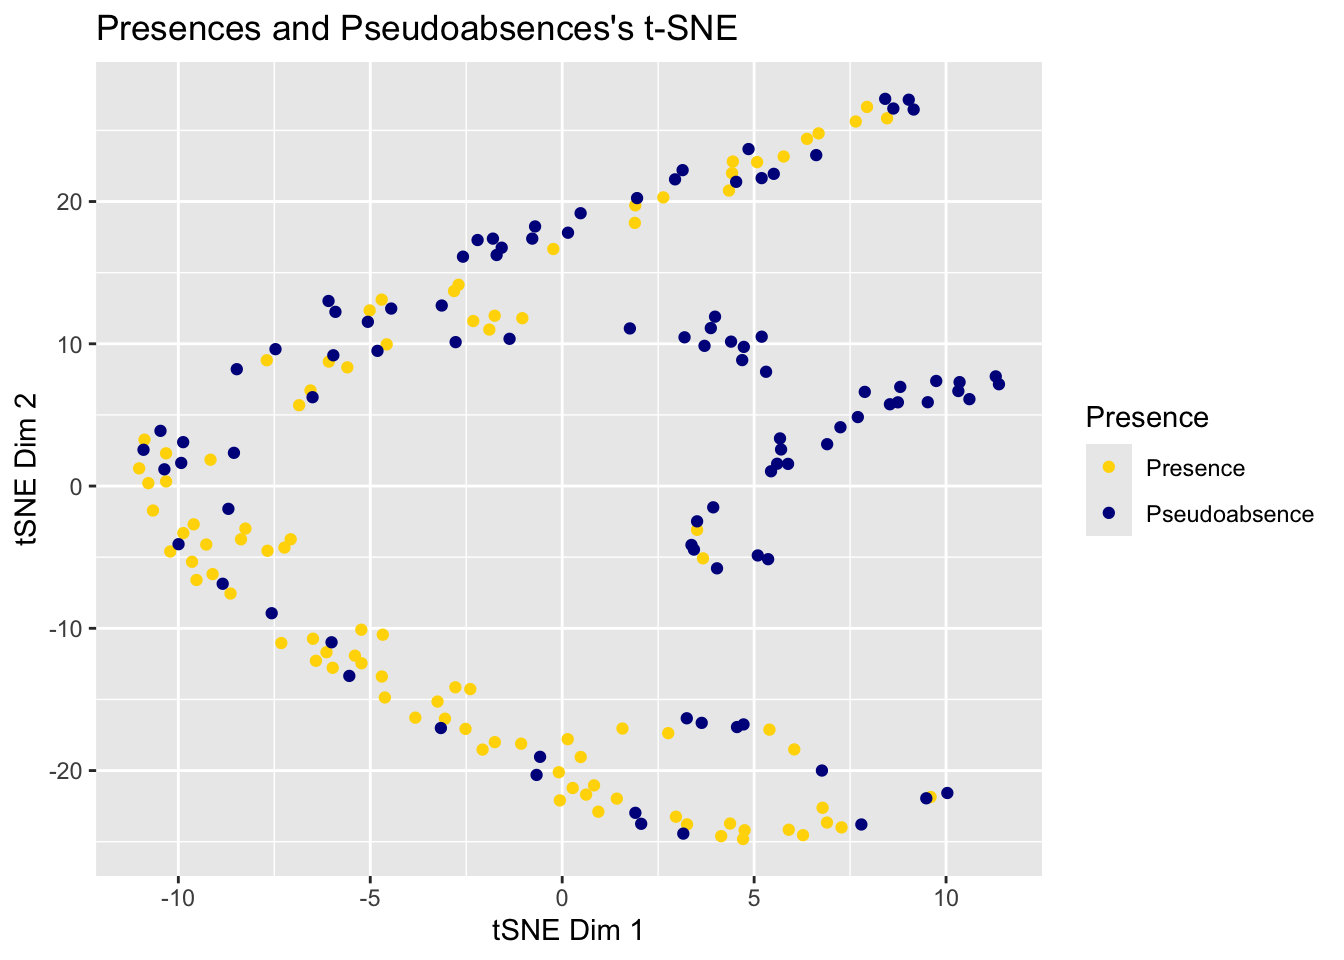 Presences and Pseudoabsences's t-SNE
20
10
0
-10
-20
tSNE Dim 2
-10 -5 0 5 10
tSNE Dim 1
Presence
Presence
Pseudoabsence